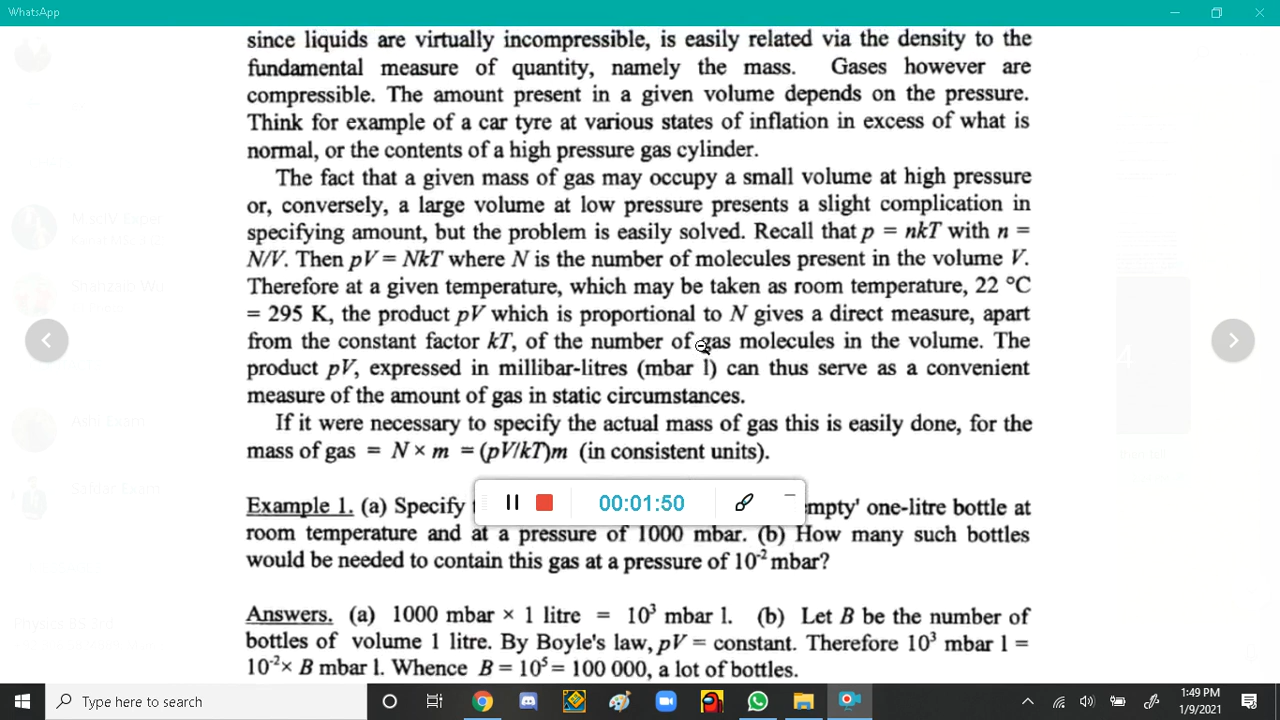 WhatsApp
since liquids are virtually incompressible, is easily related via the density to the
fundamental measure of quantity, namely the mass. Gases however are
compressible. The amount present in a given volume depends on the pressure.
Think for example of a car tyre at various states of inflation in excess of what is
normal, or the contents of a high pressure gas cylinder.
The fact that a given mass of gas may occupy a small volume at high pressure
or, conversely, a large volume at low pressure presents a slight complication in
specifying amount, but the problem is easily solved. Recall that p = nkT with n =
N/V. Then pV = NkT where N is the number of molecules present in the volume V.
Therefore at a given temperature, which may be taken as room temperature, 22 °C
= 295 K, the product pV which is proportional to N gives a direct measure, apart
from the constant factor kT, of the number of gas molecules in the volume. The
product pV, expressed in millibar-litres (mbar l) can thus serve as a convenient
measure of the amount of gas in static circumstances.
If it were necessary to specify the actual mass of gas this is easily done, for the
mass of gas = N × m = (pV/kT)m (in consistent units).
Example 1. (a) Specify
00:01:50
empty' one-litre bottle at
room temperature and at a pressure of 1000 mbar. (b) How many such bottles
would be needed to contain this gas at a pressure of 10⁻² mbar?
Answers. (a) 1000 mbar × 1 litre = 10³ mbar l. (b) Let B be the number of
bottles of volume 1 litre. By Boyle's law, pV = constant. Therefore 10³ mbar l =
10⁻² × B mbar l. Whence B = 10⁵ = 100 000, a lot of bottles.
Type here to search
1:49 PM
1/9/2021